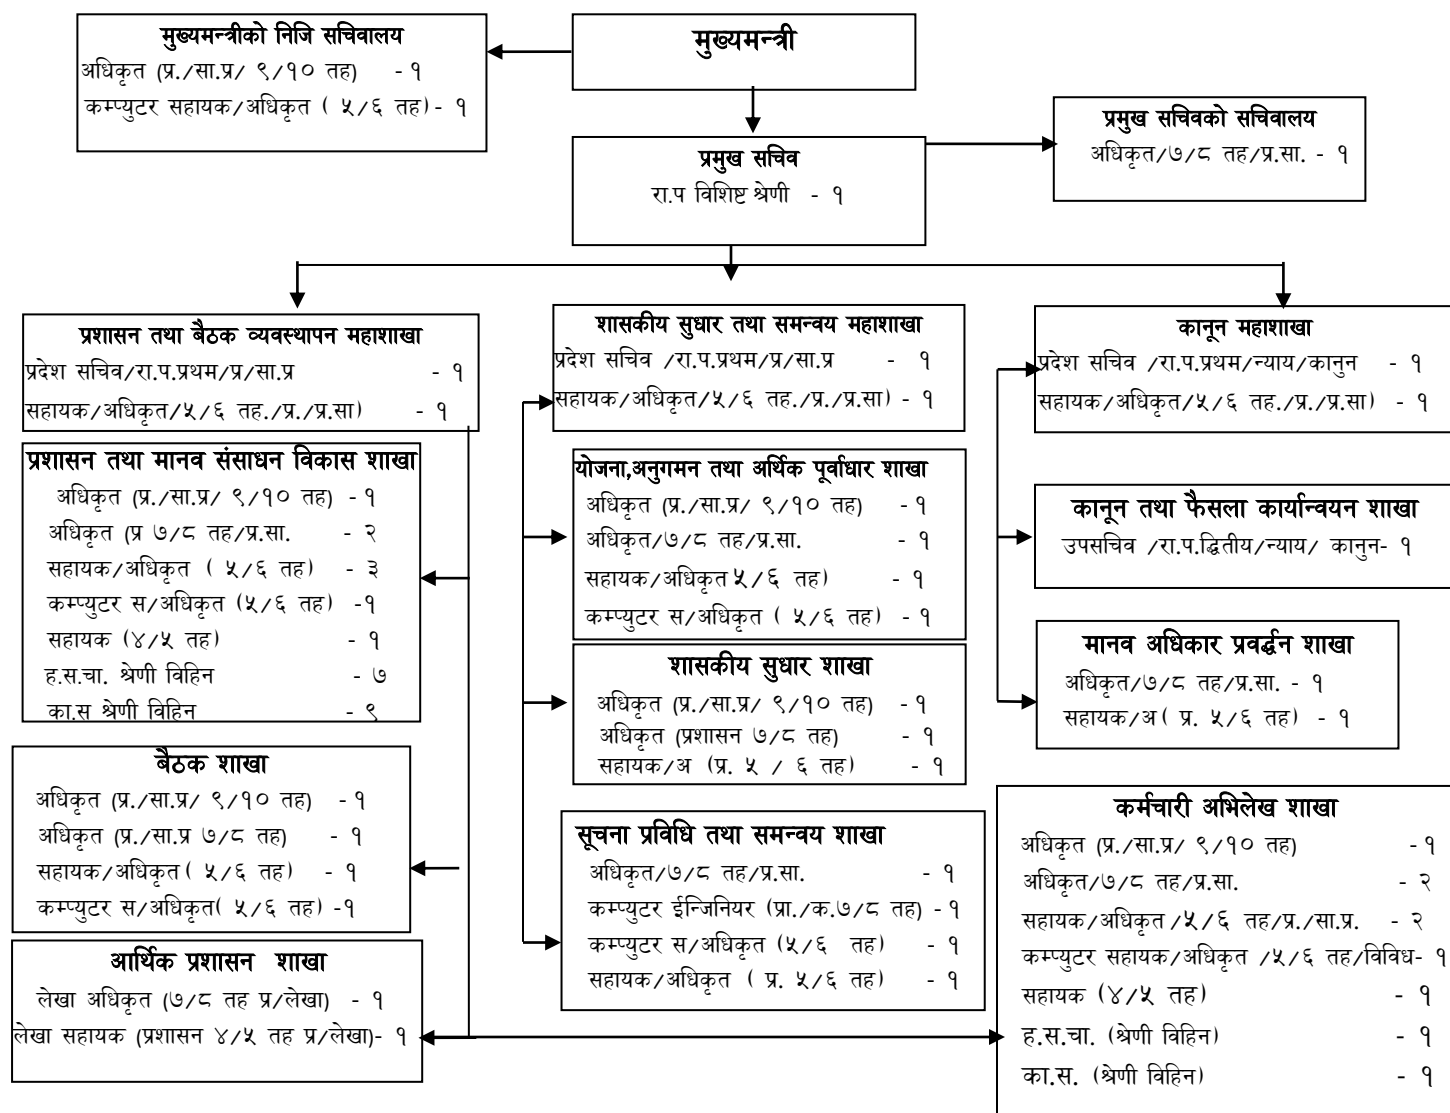 मुख्यमन्त्रीको निजि सचिवालय
अधिकृत (प्र./सा.प्र/ ९/१० तह) - १
कम्प्युटर सहायक/अधिकृत ( ५/६ तह)- १
मुख्यमन्त्री
प्रमुख सचिवको सचिवालय
अधिकृत/७/८ तह/प्र.सा. - १
प्रमुख सचिव
रा.प विशिष्ट श्रेणी - १
प्रशासन तथा बैठक व्यवस्थापन महाशाखा
प्रदेश सचिव/रा.प.प्रथम/प्र/सा.प्र - १
सहायक/अधिकृत/५/६ तह./प्र./प्र.सा) - १
प्रशासन तथा मानव संसाधन विकास शाखा
अधिकृत (प्र./सा.प्र/ ९/१० तह) - १
अधिकृत (प्र ७/८ तह/प्र.सा. - २
सहायक/अधिकृत ( ५/६ तह) - ३
कम्प्युटर स/अधिकृत (५/६ तह) -१
सहायक (४/५ तह) - १
ह.स.चा. श्रेणी विहिन - ७
का.स श्रेणी विहिन - ९
बैठक शाखा
अधिकृत (प्र./सा.प्र/ ९/१० तह) - १
अधिकृत (प्र./सा.प्र ७/८ तह) - १
सहायक/अधिकृत( ५/६ तह) - १
कम्प्युटर स/अधिकृत( ५/६ तह) -१
आर्थिक प्रशासन शाखा
लेखा अधिकृत (७/८ तह प्र/लेखा) - १
लेखा सहायक (प्रशासन ४/५ तह प्र/लेखा)- १
शासकीय सुधार तथा समन्वय महाशाखा
प्रदेश सचिव /रा.प.प्रथम/प्र/सा.प्र - १
सहायक/अधिकृत/५/६ तह./प्र./प्र.सा) - १
योजना,अनुगमन तथा आर्थिक पूर्वाधार शाखा
अधिकृत (प्र./सा.प्र/ ९/१० तह) - १
अधिकृत/७/८ तह/प्र.सा. - १
सहायक/अधिकृत ५/६ तह) - १
कम्प्युटर स/अधिकृत ( ५/६ तह) - १
शासकीय सुधार शाखा
अधिकृत (प्र./सा.प्र/ ९/१० तह) - १
अधिकृत (प्रशासन ७/८ तह) - १
सहायक/अ (प्र. ५ / ६ तह) - १
सूचना प्रविधि तथा समन्वय शाखा
अधिकृत/७/८ तह/प्र.सा. - १
कम्प्युटर ईन्जिनियर (प्रा./क.७/८ तह) - १
कम्प्युटर स/अधिकृत (५/६ तह) - १
सहायक/अधिकृत ( प्र. ५/६ तह) - १
कानून महाशाखा
प्रदेश सचिव /रा.प.प्रथम/न्याय/कानुन - १
सहायक/अधिकृत/५/६ तह./प्र./प्र.सा) - १
कानून तथा फैसला कार्यान्वयन शाखा
उपसचिव /रा.प.द्धितीय/न्याय/ कानुन- १
मानव अधिकार प्रवर्द्धन शाखा
अधिकृत/७/८ तह/प्र.सा. - १
सहायक/अ( प्र. ५/६ तह) - १
कर्मचारी अभिलेख शाखा
अधिकृत (प्र./सा.प्र/ ९/१० तह) - १
अधिकृत/७/८ तह/प्र.सा. - २
सहायक/अधिकृत /५/६ तह/प्र./सा.प्र. - २
कम्प्युटर सहायक/अधिकृत /५/६ तह/विविध- १
सहायक (४/५ तह) - १
ह.स.चा. (श्रेणी विहिन) - १
का.स. (श्रेणी विहिन) - १